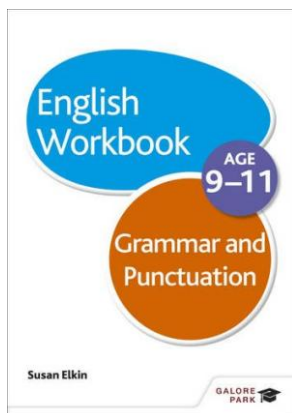 English
Workbook
AGE
9–11
Grammar and
Punctuation
Susan Elkin
GALORE
PARK